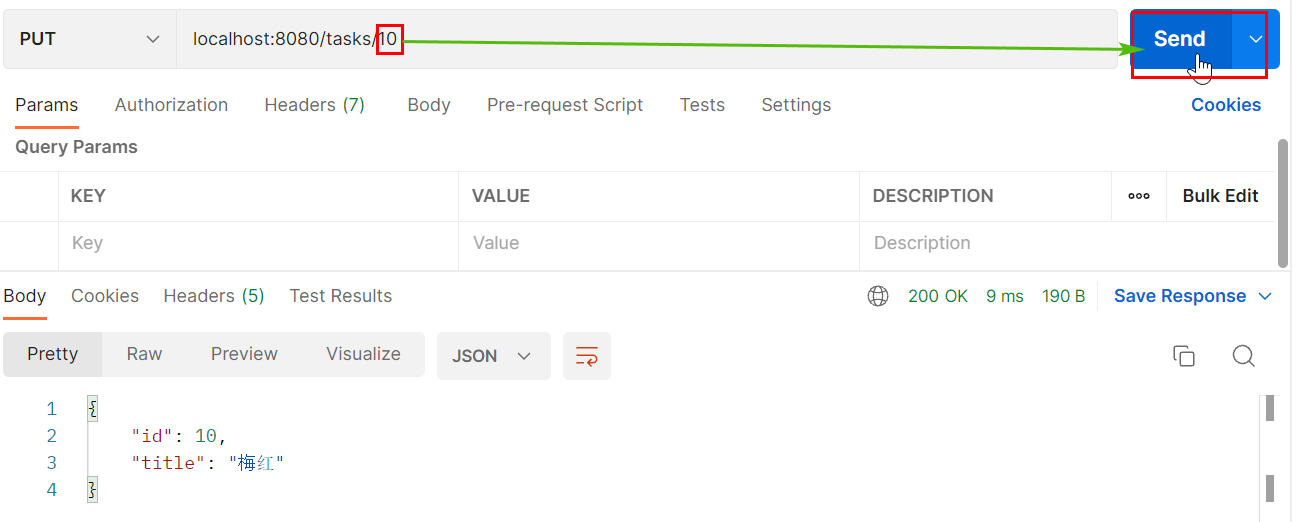 PUT localhost:8080/tasks/10 Send
Params Authorization Headers (7) Body Pre-request Script Tests Settings Cookies
Query Params
KEY VALUE DESCRIPTION ooo Bulk Edit
Key Value Description
Body Cookies Headers (5) Test Results 200 OK 9 ms 190 B Save Response
Pretty Raw Preview Visualize JSON
1 {
2 "id": 10,
3 "title": "梅红"
4 }